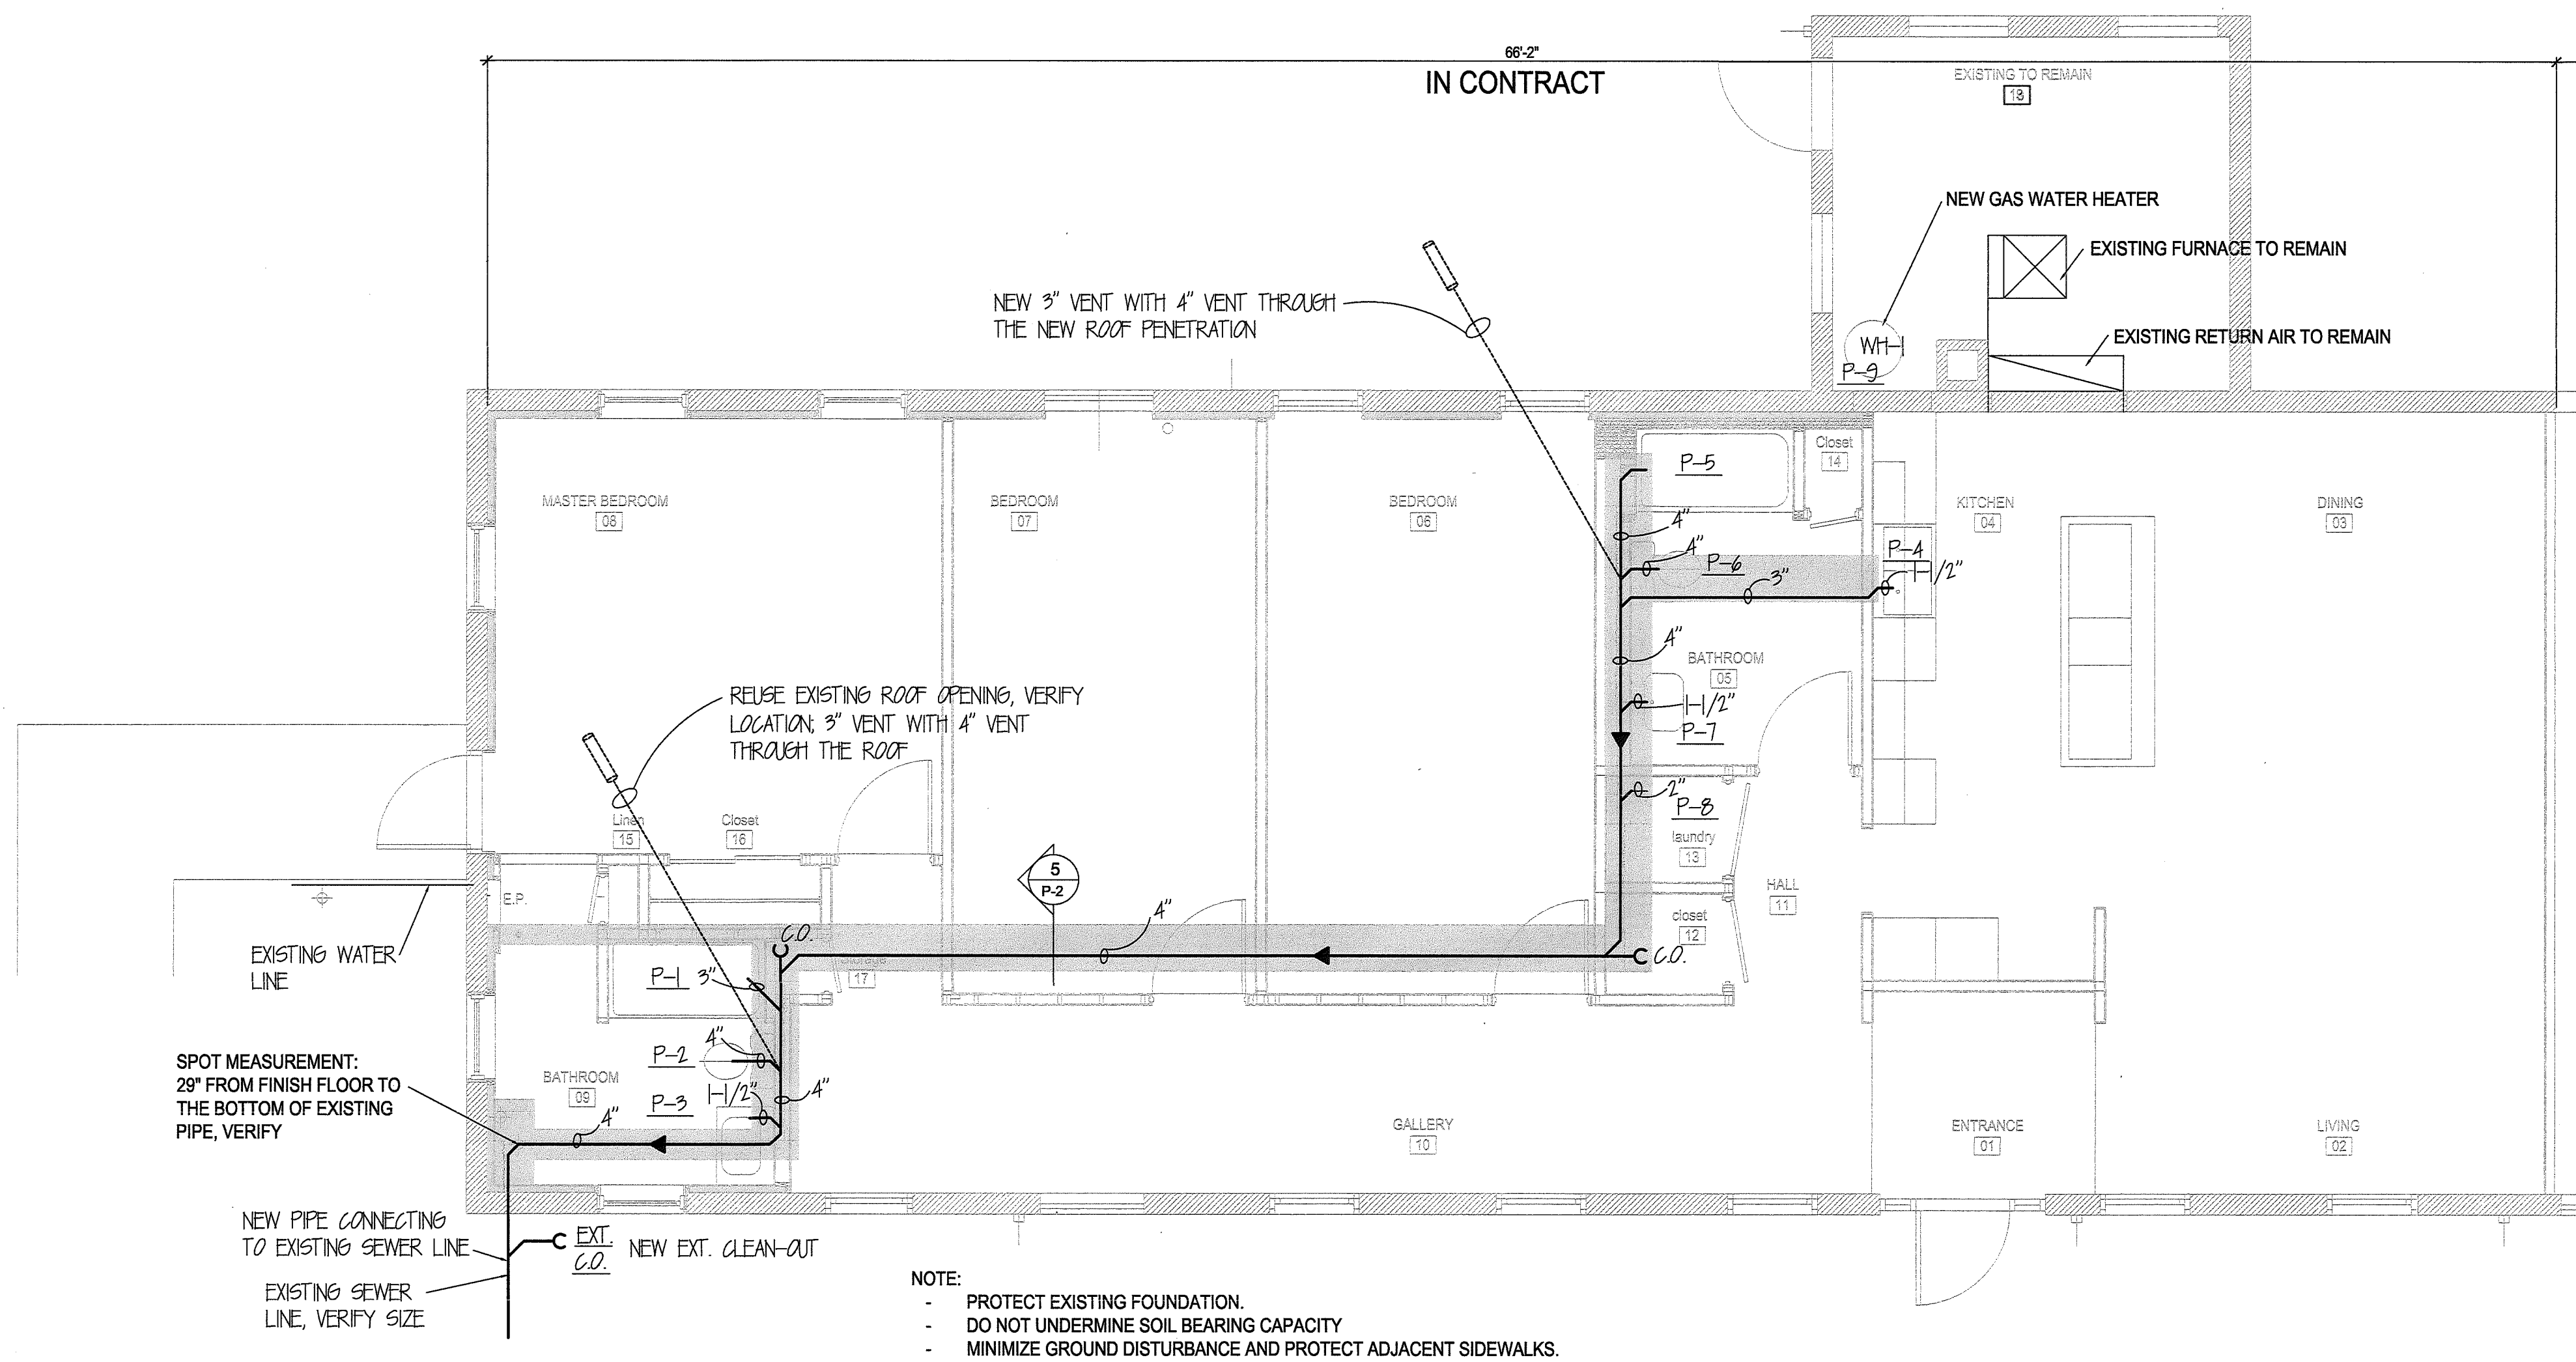 66'-2"
IN CONTRACT
EXISTING TO REMAIN
18
NEW GAS WATER HEATER
EXISTING FURNACE TO REMAIN
EXISTING RETURN AIR TO REMAIN
WH-1
P-9
NEW 3" VENT WITH 4" VENT THROUGH
THE NEW ROOF PENETRATION
MASTER BEDROOM
08
BEDROOM
07
BEDROOM
06
P-5
Closet
14
KITCHEN
04
DINING
03
4"
4"
P-6
3"
P-4
1-1/2"
4"
BATHROOM
05
1-1/2"
P-7
2"
P-8
laundry
13
HALL
11
closet
12
C.O.
REUSE EXISTING ROOF OPENING, VERIFY
LOCATION; 3" VENT WITH 4" VENT
THROUGH THE ROOF
Linen
15
Closet
16
E.P.
5
P-2
4"
C.O.
17
EXISTING WATER
LINE
P-1
3"
P-2
4"
P-3
1-1/2"
4"
BATHROOM
09
4"
SPOT MEASUREMENT:
29" FROM FINISH FLOOR TO
THE BOTTOM OF EXISTING
PIPE, VERIFY
GALLERY
10
ENTRANCE
01
LIVING
02
NEW PIPE CONNECTING
TO EXISTING SEWER LINE
EXT.
C.O.
NEW EXT. CLEAN-OUT
EXISTING SEWER
LINE, VERIFY SIZE
NOTE:
- PROTECT EXISTING FOUNDATION.
- DO NOT UNDERMINE SOIL BEARING CAPACITY
- MINIMIZE GROUND DISTURBANCE AND PROTECT ADJACENT SIDEWALKS.